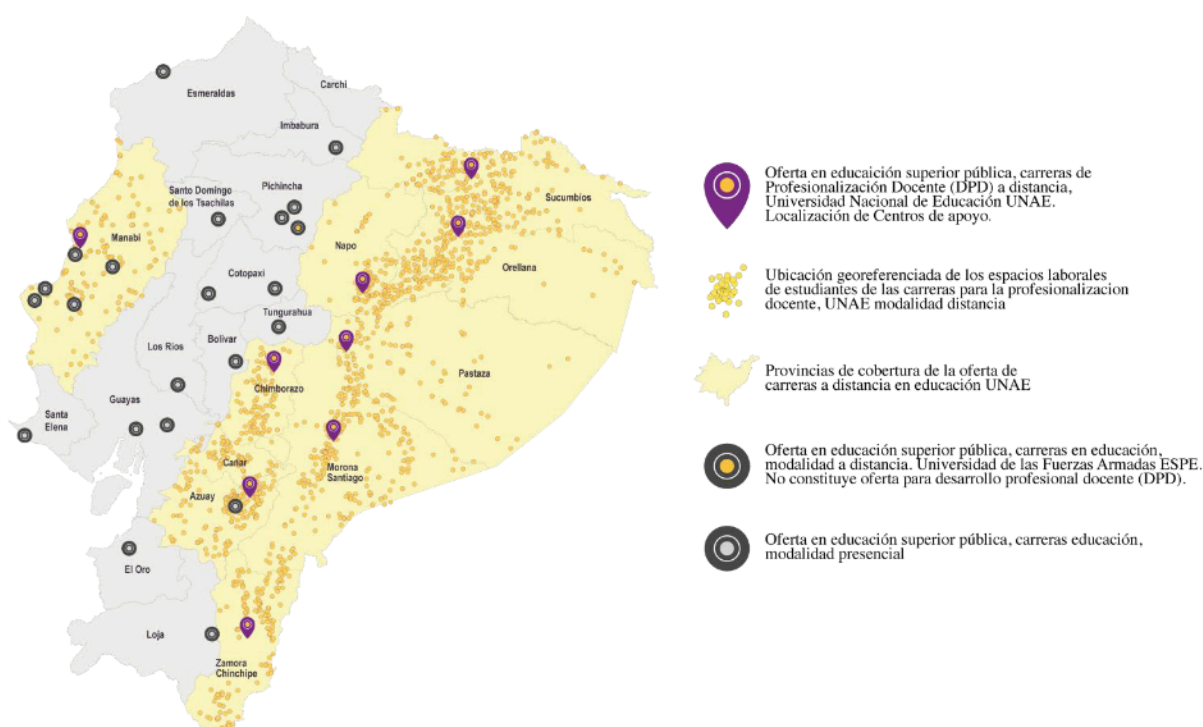 Esmeraldas
Carchi
Imbabura
Pichincha
Santo Domingo
de los Tsachilas
Sucumbios
Manabi
Napo
Orellana
Cotopaxi
Tungurahua
Los Rios
Bolivar
Pastaza
Chimborazo
Guayas
Santa
Elena
Cañar
Morona
Santiago
Azuay
El Oro
Loja
Zamora
Chinchipe
Oferta en educaición superior pública, carreras de
Profesionalización Docente (DPD) a distancia,
Universidad Nacional de Educación UNAE.
Localización de Centros de apoyo.
Ubicación georeferenciada de los espacios laborales
de estudiantes de las carreras para la profesionalizacion
docente, UNAE modalidad distancia
Provincias de cobertura de la oferta de
carreras a distancia en educación UNAE
Oferta en educación superior pública, carreras en educación,
modalidad a distancia. Universidad de las Fuerzas Armadas ESPE.
No constituye oferta para desarrollo profesional docente (DPD).
Oferta en educación superior pública, carreras educación,
modalidad presencial